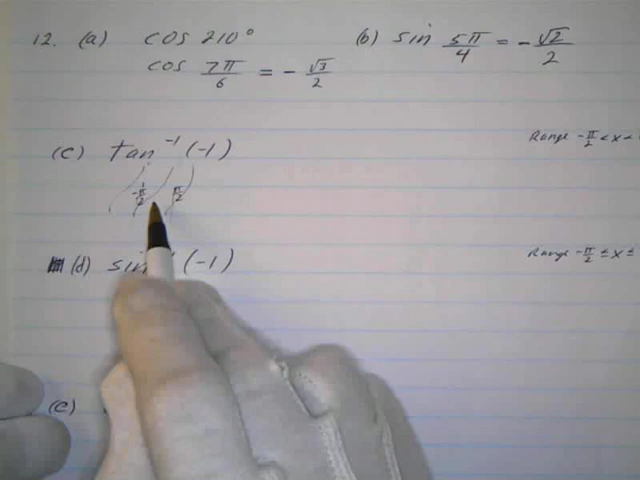 12. (a) cos 210° (b) sin 5π/4 = -√2/2
cos 7π/6 = -√3/2
Range -π/2 < x <
(c) tan⁻¹ (-1)
-π/2 π/2
(d) sin⁻¹ (-1) Range -π/2 ≤ x ≤
(e)